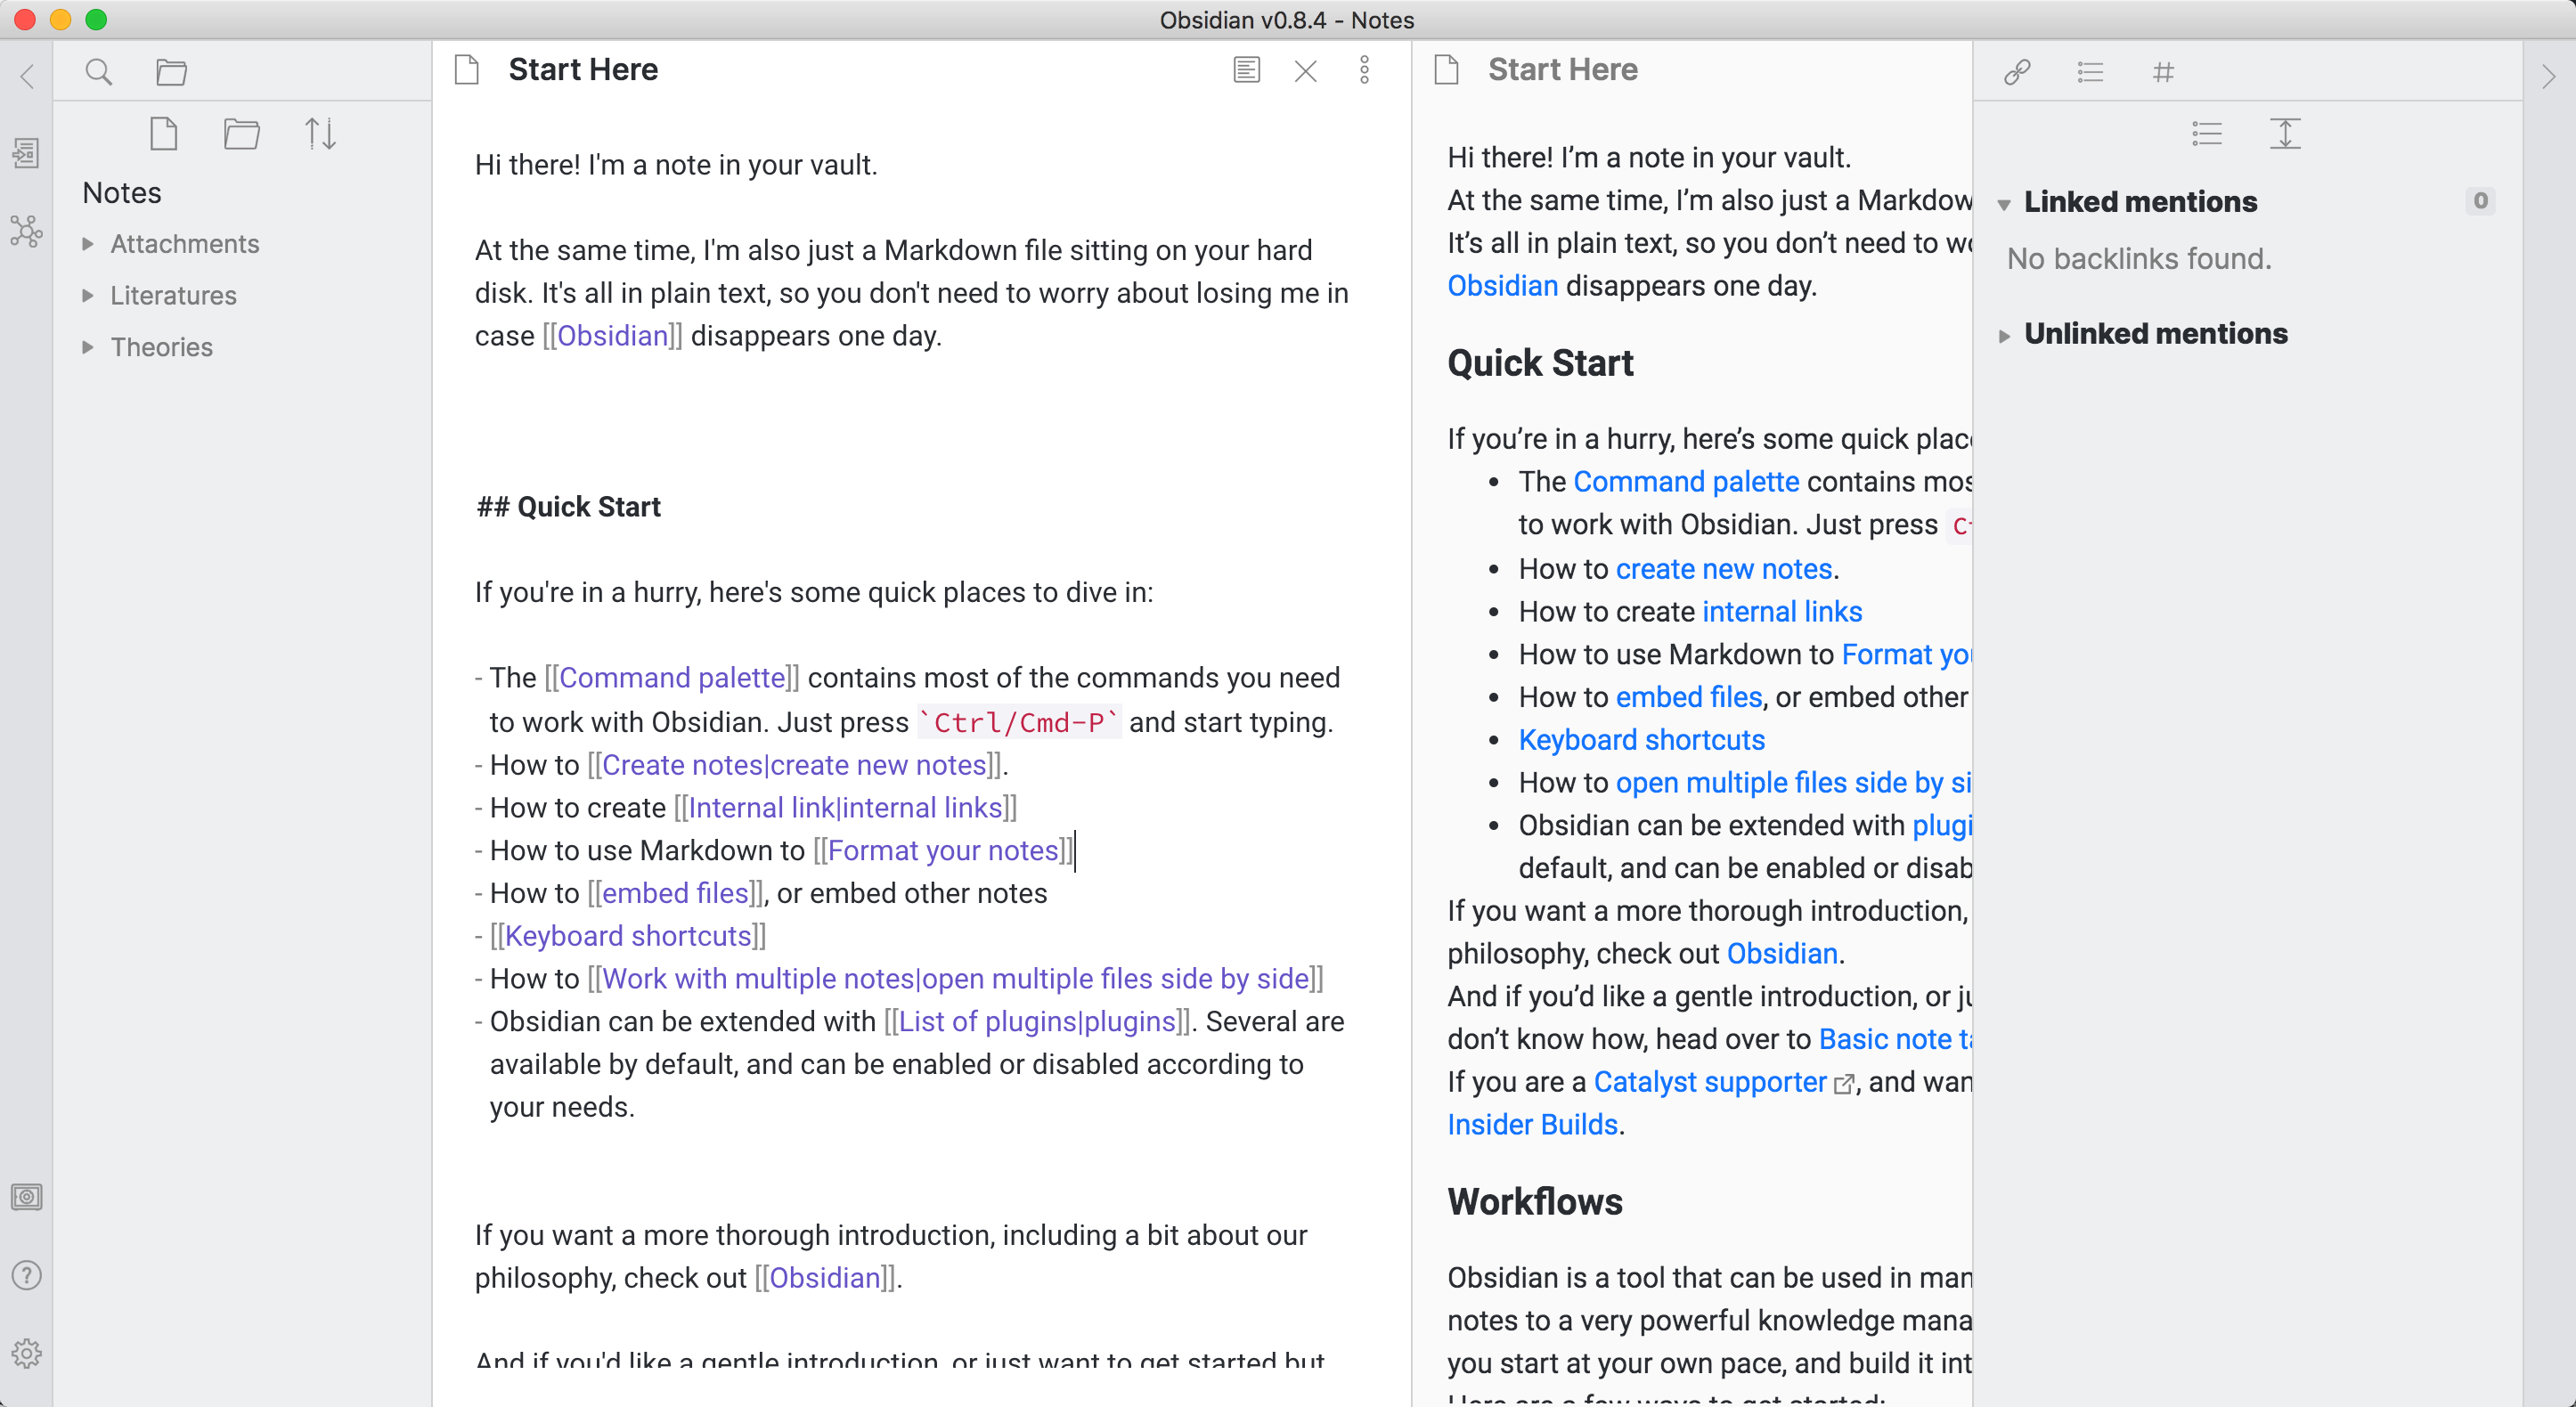 Obsidian v0.8.4 - Notes
Notes
Attachments
Literatures
Theories
Start Here
Hi there! I'm a note in your vault.
At the same time, I'm also just a Markdown file sitting on your hard
disk. It's all in plain text, so you don't need to worry about losing me in
case [[Obsidian]] disappears one day.
## Quick Start
If you're in a hurry, here's some quick places to dive in:
- The [[Command palette]] contains most of the commands you need
to work with Obsidian. Just press `Ctrl/Cmd-P` and start typing.
- How to [[Create notes|create new notes]].
- How to create [[Internal link|internal links]]
- How to use Markdown to [[Format your notes]]
- How to [[embed files]], or embed other notes
- [[Keyboard shortcuts]]
- How to [[Work with multiple notes|open multiple files side by side]]
- Obsidian can be extended with [[List of plugins|plugins]]. Several are
available by default, and can be enabled or disabled according to
your needs.
If you want a more thorough introduction, including a bit about our
philosophy, check out [[Obsidian]].
And if you'd like a gentle introduction, or just want to get started but
Start Here
Hi there! I’m a note in your vault.
At the same time, I’m also just a Markdow
It’s all in plain text, so you don’t need to wo
Obsidian disappears one day.
Quick Start
If you’re in a hurry, here’s some quick plac
• The Command palette contains mos
to work with Obsidian. Just press Ct
• How to create new notes.
• How to create internal links
• How to use Markdown to Format you
• How to embed files, or embed other
• Keyboard shortcuts
• How to open multiple files side by si
• Obsidian can be extended with plugi
default, and can be enabled or disab
If you want a more thorough introduction,
philosophy, check out Obsidian.
And if you’d like a gentle introduction, or ju
don’t know how, head over to Basic note ta
If you are a Catalyst supporter, and wan
Insider Builds.
Workflows
Obsidian is a tool that can be used in man
notes to a very powerful knowledge mana
you start at your own pace, and build it int
Here are a few ways to get started:
Linked mentions 0
No backlinks found.
Unlinked mentions